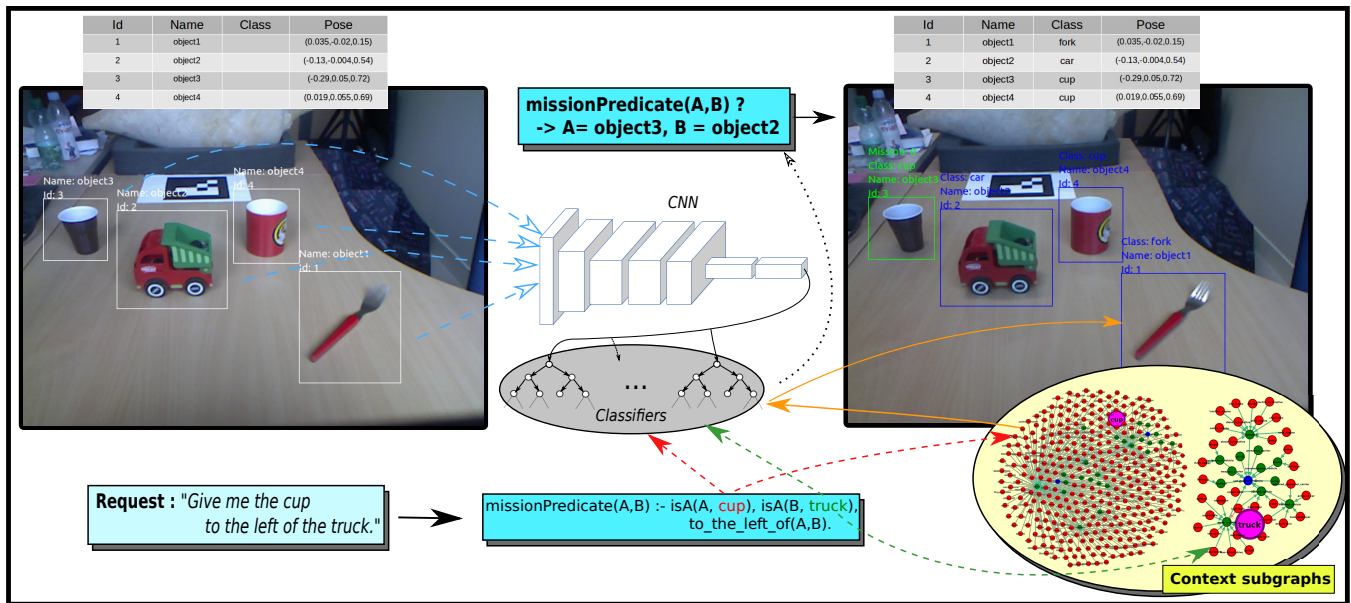 Id Name Class Pose
1 object1 (0.035,-0.02,0.15)
2 object2 (-0.13,-0.004,0.54)
3 object3 (-0.29,0.05,0.72)
4 object4 (0.019,0.055,0.69)
Id Name Class Pose
1 object1 fork (0.035,-0.02,0.15)
2 object2 car (-0.13,-0.004,0.54)
3 object3 cup (-0.29,0.05,0.72)
4 object4 cup (0.019,0.055,0.69)
missionPredicate(A,B) ?
-> A= object3, B = object2
Name: object3
Id: 3
Name: object2
Id: 2
Name: object4
Id: 4
Name: object1
Id: 1
CNN
...
Classifiers
Class: cup
Name: object3
Id: 3
Class: car
Name: object2
Id: 2
Class: cup
Name: object4
Id: 4
Class: fork
Name: object1
Id: 1
Request : "Give me the cup
to the left of the truck."
missionPredicate(A,B) :- isA(A, cup), isA(B, truck),
to_the_left_of(A,B).
cup
truck
Context subgraphs